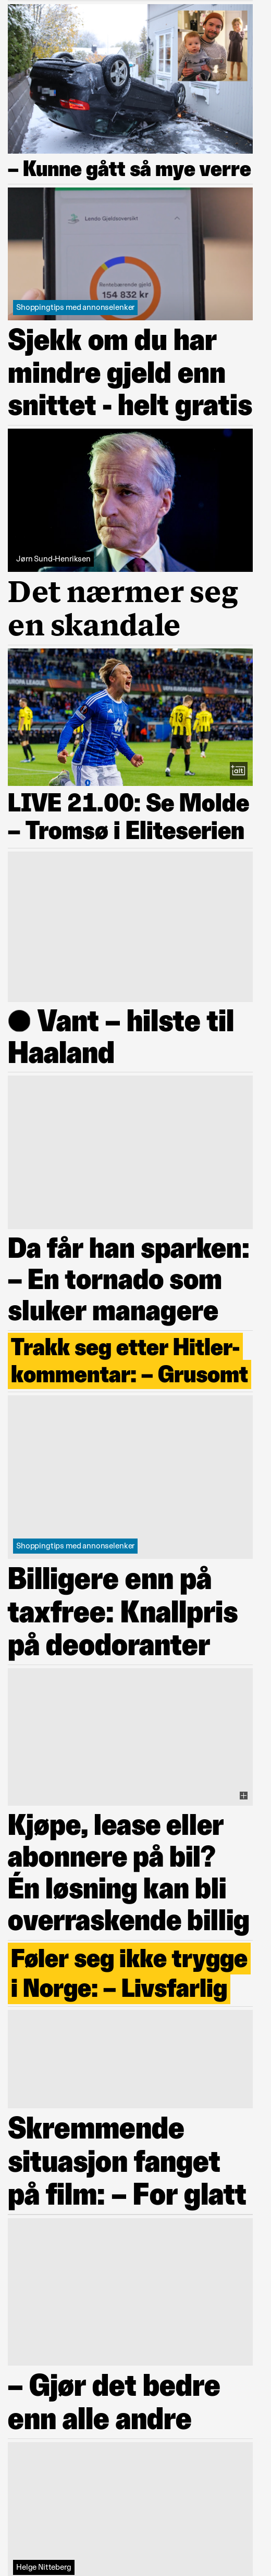 – Kunne gått så mye verre
Lendo Gjeldsoversikt
Rentebærende gjeld
154 832 kr
Shoppingtips med annonselenker
Sjekk om du har
mindre gjeld enn
snittet - helt gratis
Jørn Sund-Henriksen
Det nærmer seg
en skandale
13
alt
LIVE 21.00: Se Molde
– Tromsø i Eliteserien
Vant – hilste til
Haaland
Da får han sparken:
– En tornado som
sluker managere
Trakk seg etter Hitler-
kommentar: – Grusomt
Shoppingtips med annonselenker
Billigere enn på
taxfree: Knallpris
på deodoranter
Kjøpe, lease eller
abonnere på bil?
Én løsning kan bli
overraskende billig
Føler seg ikke trygge
i Norge: – Livsfarlig
Skremmende
situasjon fanget
på film: – For glatt
– Gjør det bedre
enn alle andre
Helge Nitteberg